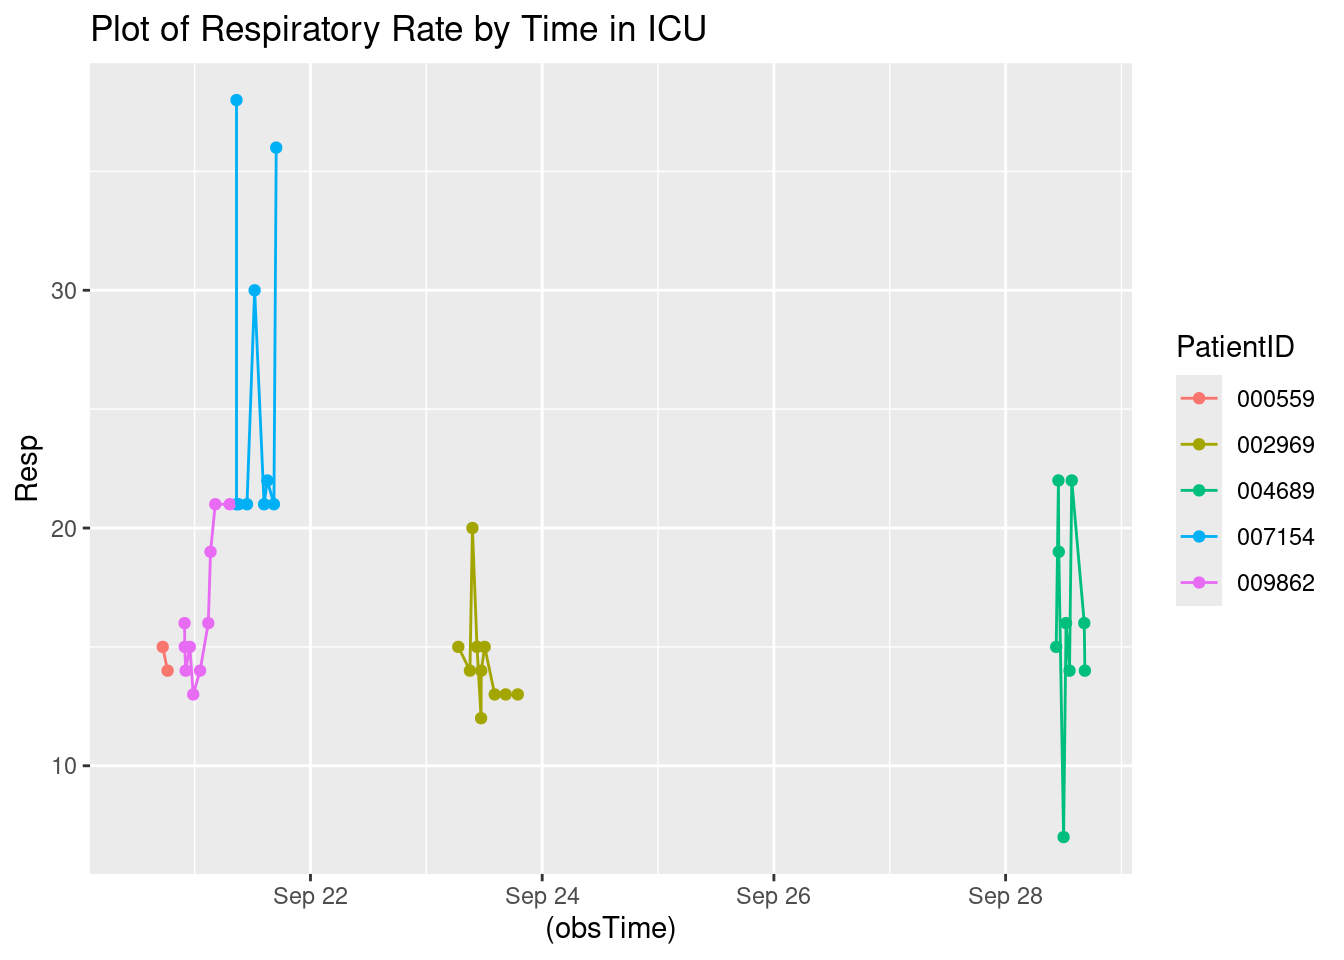 Plot of Respiratory Rate by Time in ICU
Resp
30
20
10
Sep 22
Sep 24
Sep 26
Sep 28
(obsTime)
PatientID
000559
002969
004689
007154
009862